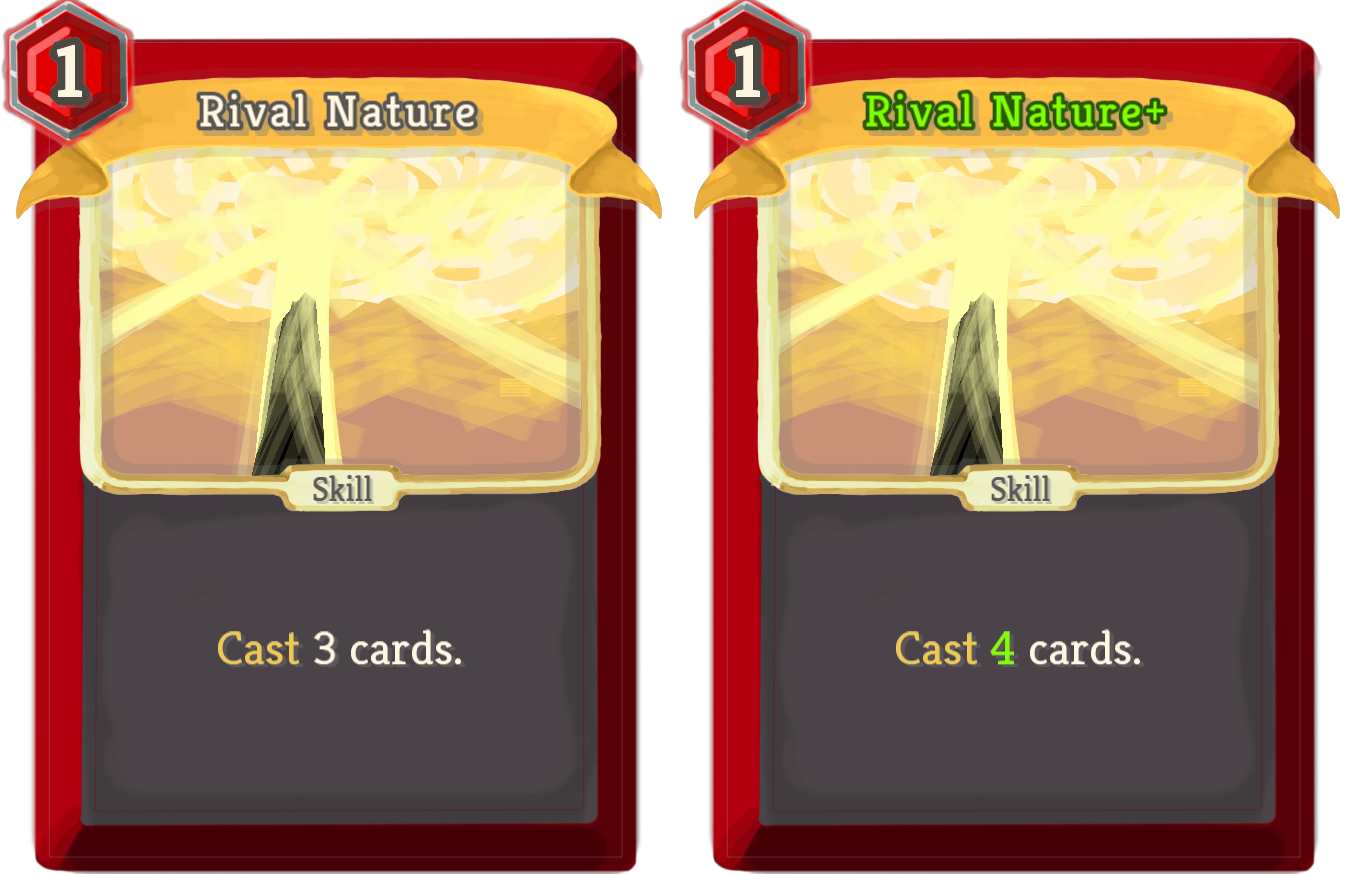 1
Rival Nature
Skill
Cast 3 cards.
1
Rival Nature+
Skill
Cast 4 cards.